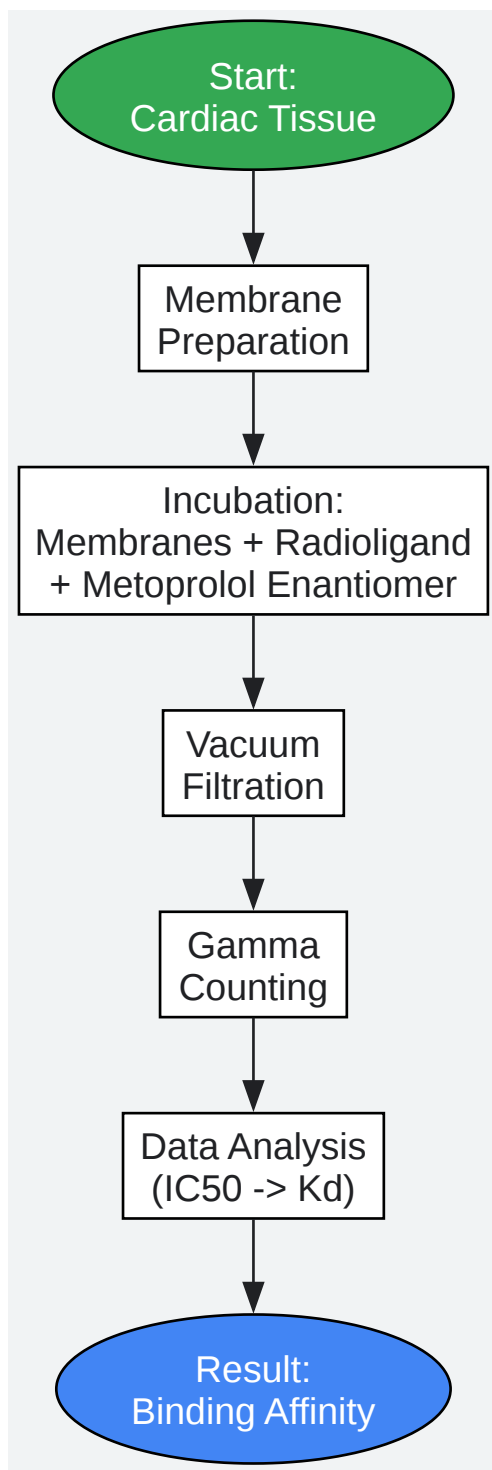 Start:
Cardiac Tissue
Membrane
Preparation
Incubation:
Membranes + Radioligand
+ Metoprolol Enantiomer
Vacuum
Filtration
Gamma
Counting
Data Analysis
(IC50 -> Kd)
Result:
Binding Affinity